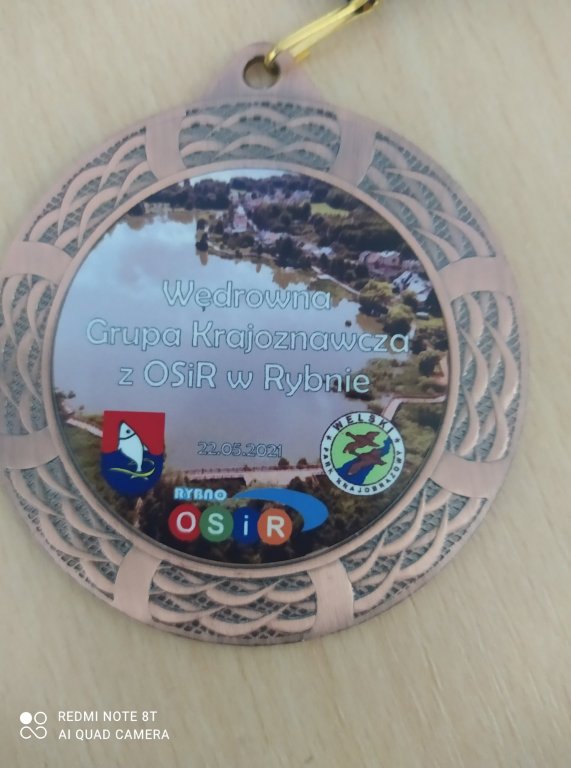 Wędrowna
Grupa Krajoznawcza
z OSiR w Rybnie
22.05.2021
WELSKI
PARK KRAJOBRAZOWY
RYBNO
OSiR
REDMI NOTE 8T
AI QUAD CAMERA